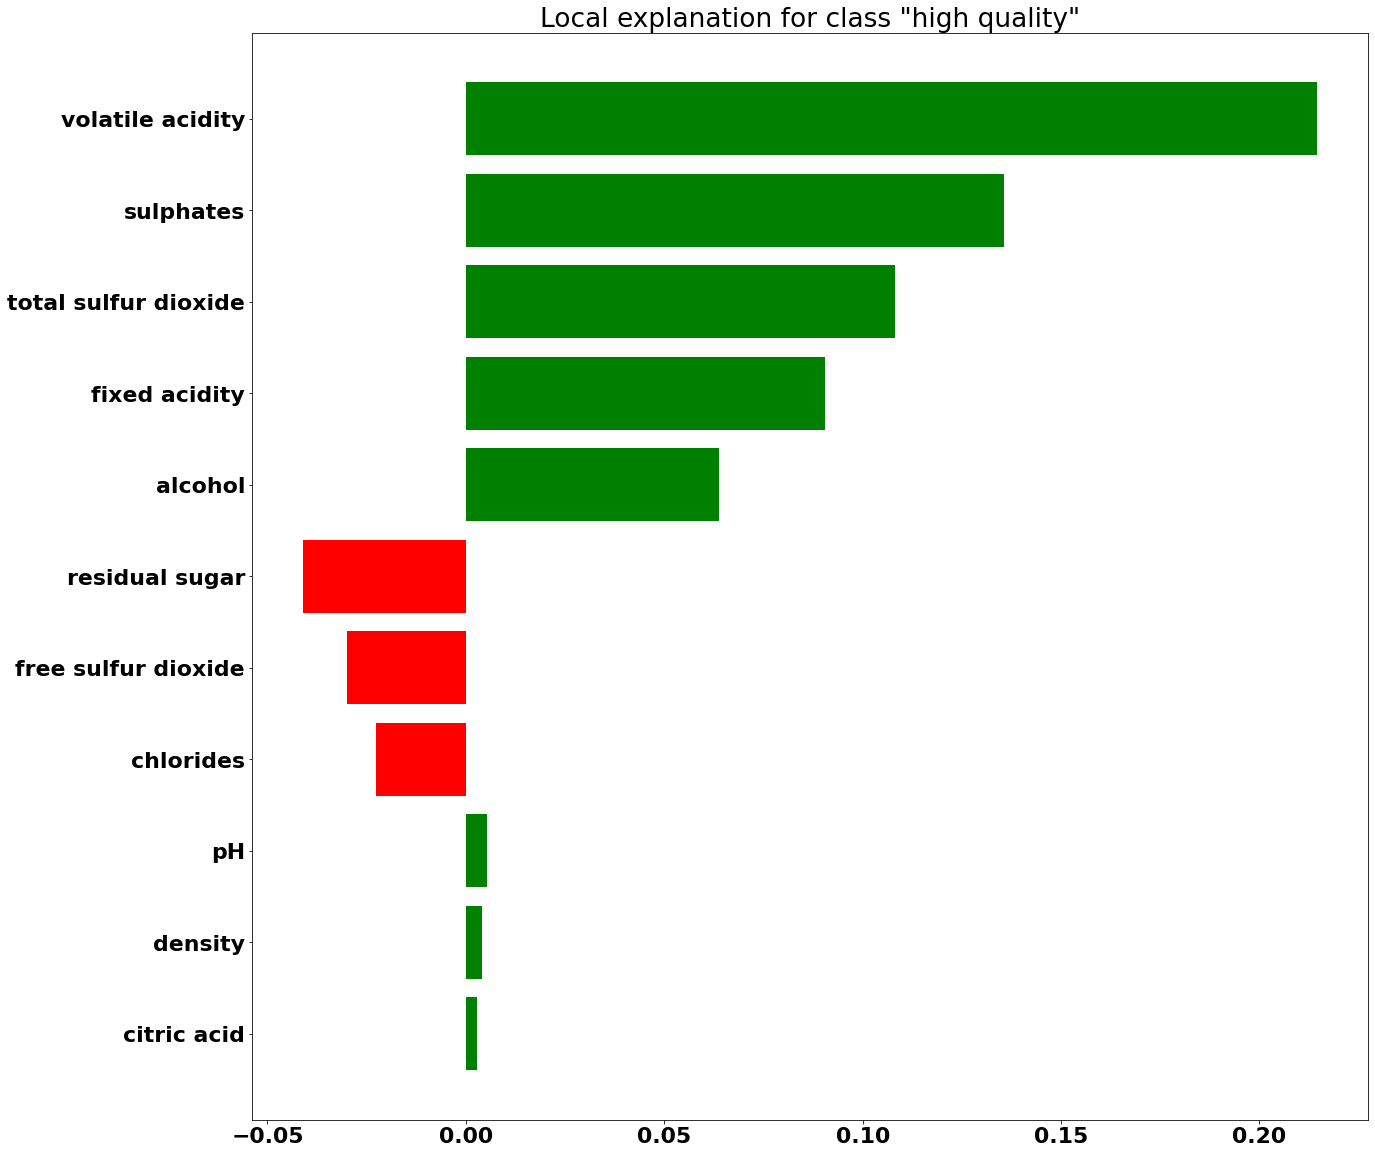 Local explanation for class "high quality"
volatile acidity
sulphates
total sulfur dioxide
fixed acidity
alcohol
residual sugar
free sulfur dioxide
chlorides
pH
density
citric acid
−0.05 0.00 0.05 0.10 0.15 0.20